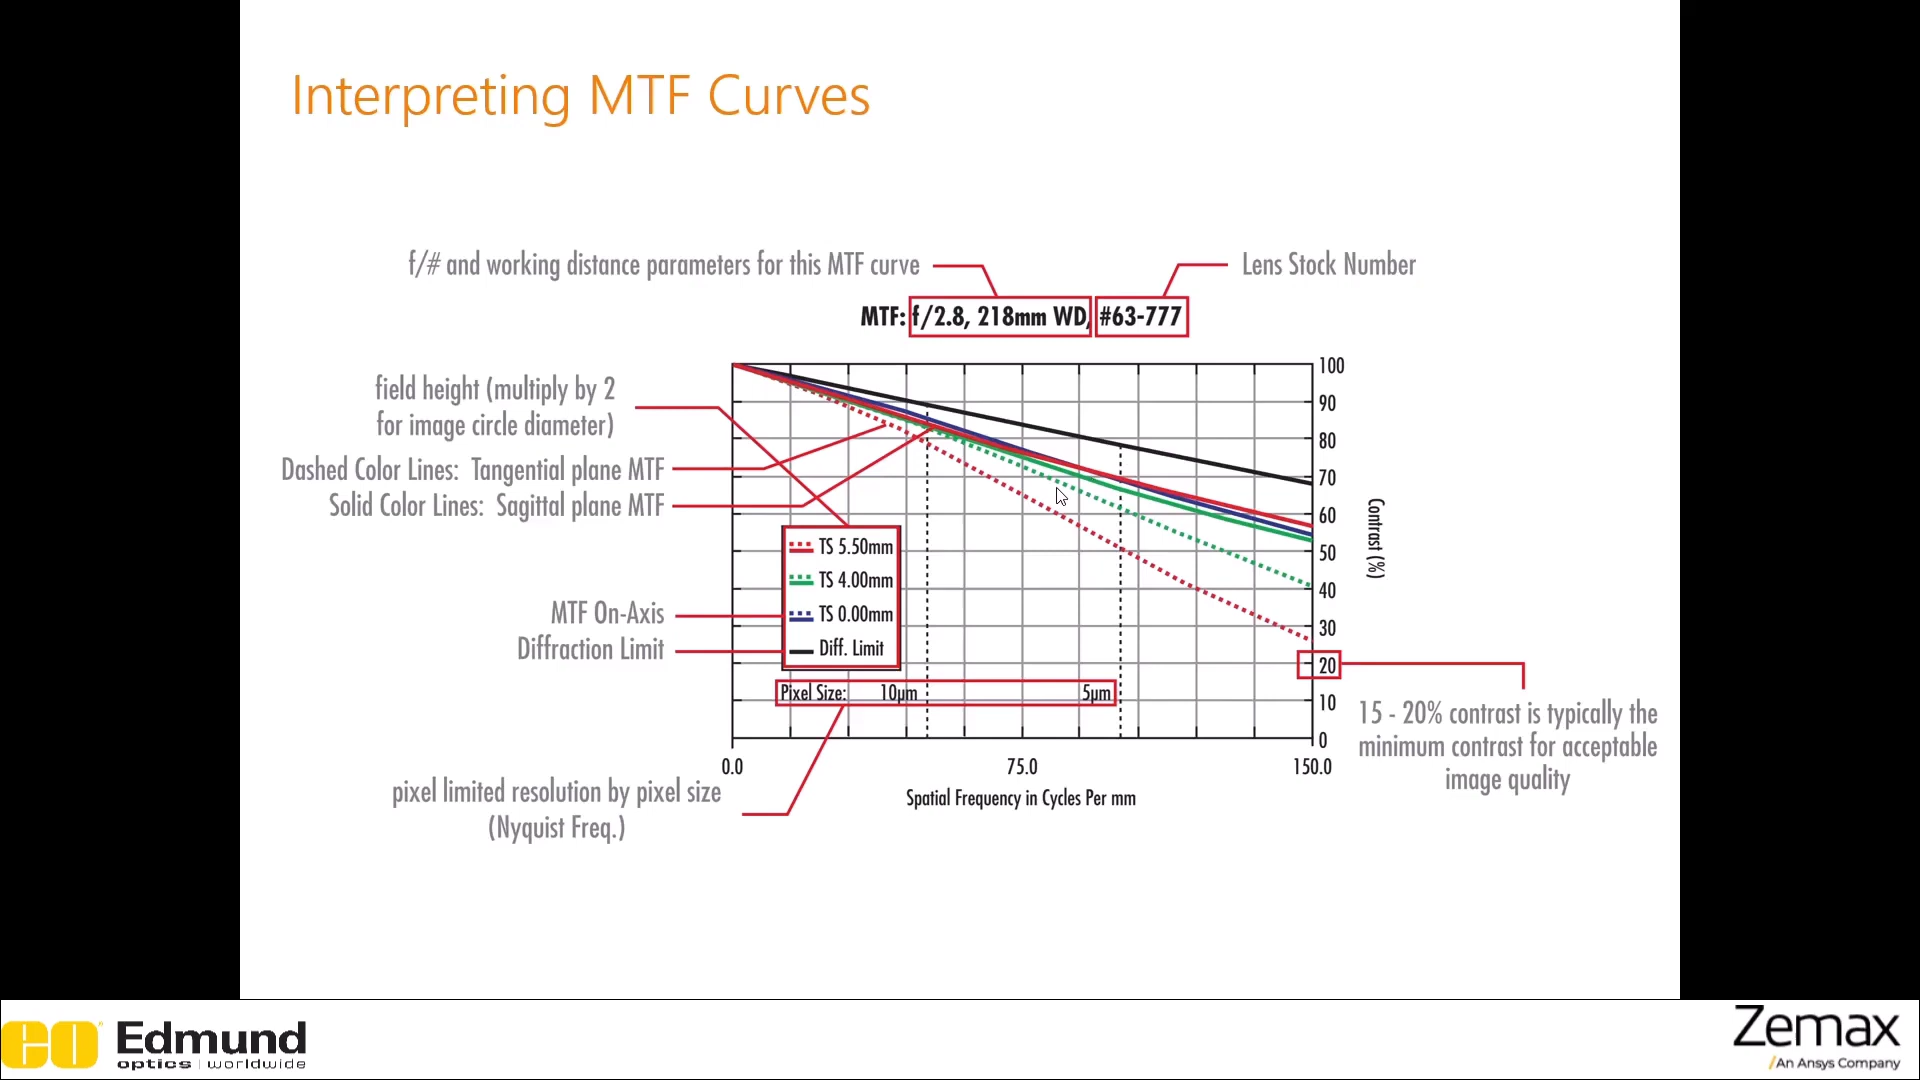 Interpreting MTF Curves
f/# and working distance parameters for this MTF curve
Lens Stock Number
MTF: f/2.8, 218mm WD, #63-777
field height (multiply by 2
for image circle diameter)
Dashed Color Lines: Tangential plane MTF
Solid Color Lines: Sagittal plane MTF
MTF On-Axis
Diffraction Limit
TS 5.50mm
TS 4.00mm
TS 0.00mm
Diff. Limit
Pixel Size: 10µm 5µm
100
90
80
70
60
50
40
30
20
10
0
Contrast (%)
0.0 75.0 150.0
Spatial Frequency in Cycles Per mm
15 - 20% contrast is typically the
minimum contrast for acceptable
image quality
pixel limited resolution by pixel size
(Nyquist Freq.)
EO Edmund
optics | worldwide
Zemax
/An Ansys Company